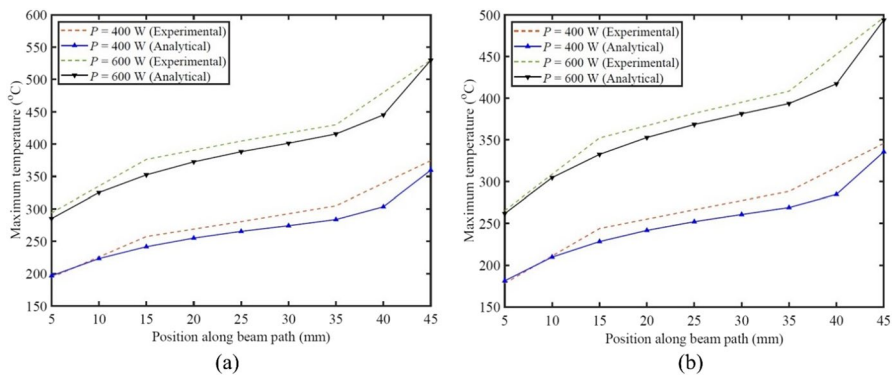 600
550
500
450
400
350
300
250
200
150
Maximum temperature (°C)
P = 400 W (Experimental)
P = 400 W (Analytical)
P = 600 W (Experimental)
P = 600 W (Analytical)
5 10 15 20 25 30 35 40 45
Position along beam path (mm)
(a)
500
450
400
350
300
250
200
150
Maximum temperature (°C)
P = 400 W (Experimental)
P = 400 W (Analytical)
P = 600 W (Experimental)
P = 600 W (Analytical)
5 10 15 20 25 30 35 40 45
Position along beam path (mm)
(b)